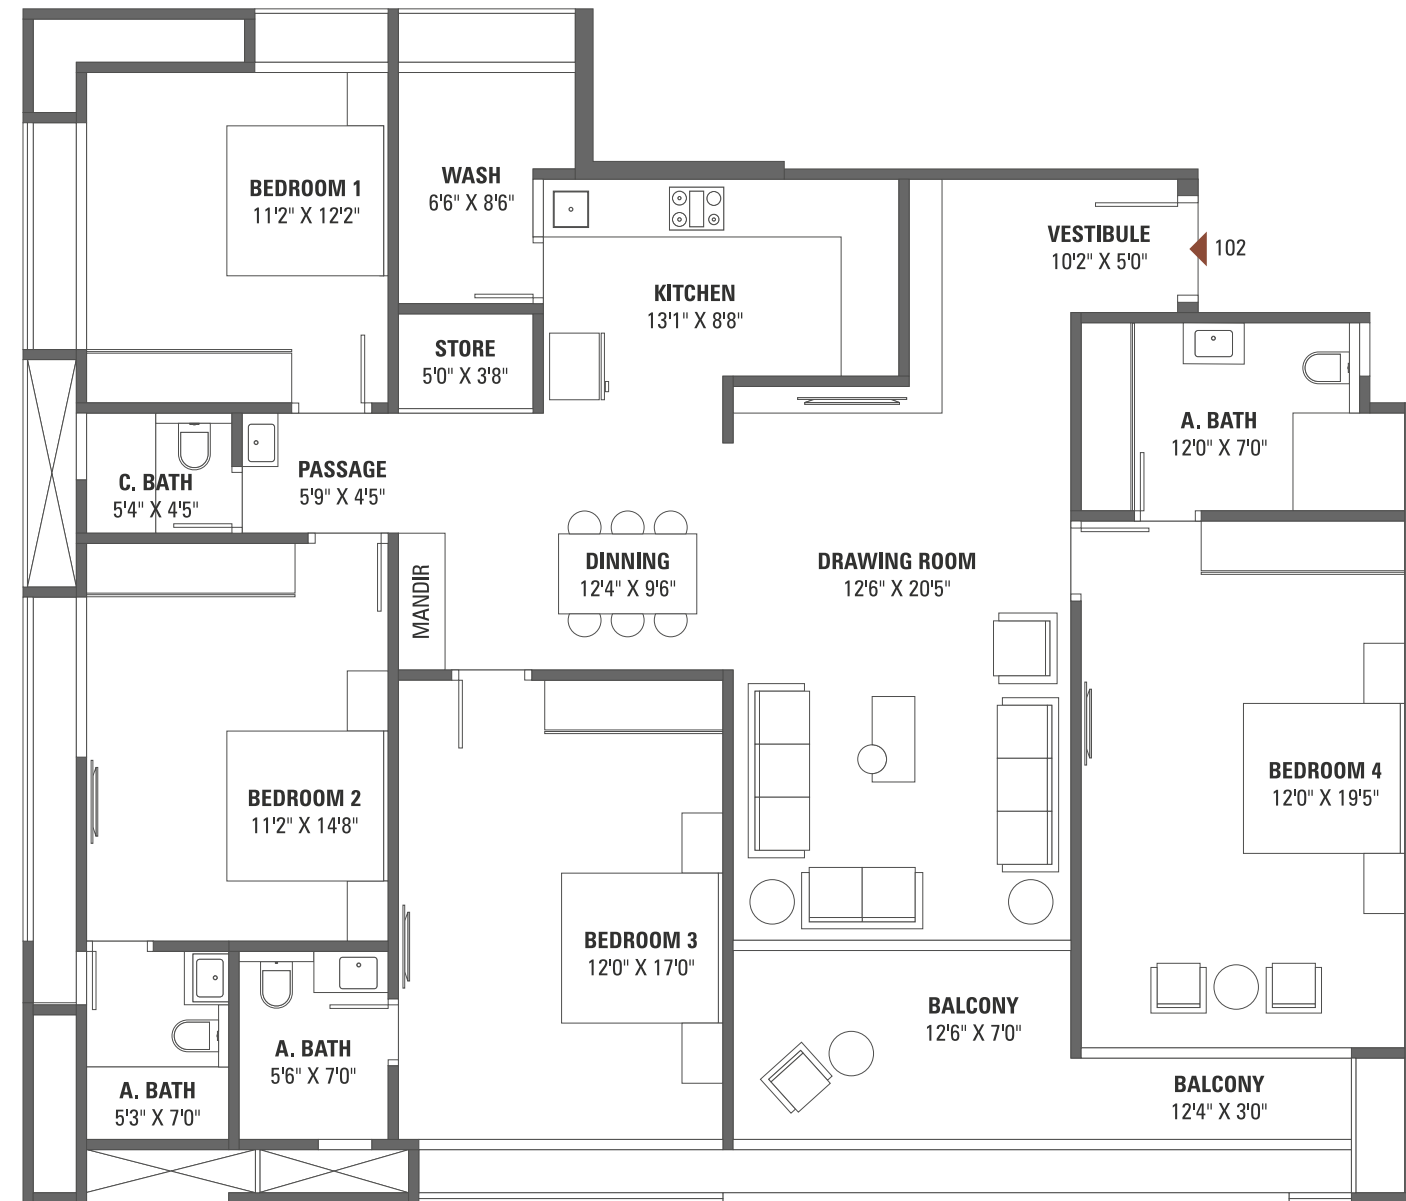 BEDROOM 1
11'2" X 12'2"
WASH
6'6" X 8'6"
VESTIBULE
10'2" X 5'0"
102
KITCHEN
13'1" X 8'8"
STORE
5'0" X 3'8"
A. BATH
12'0" X 7'0"
PASSAGE
5'9" X 4'5"
C. BATH
5'4" X 4'5"
MANDIR
DINNING
12'4" X 9'6"
DRAWING ROOM
12'6" X 20'5"
BEDROOM 2
11'2" X 14'8"
BEDROOM 4
12'0" X 19'5"
BEDROOM 3
12'0" X 17'0"
BALCONY
12'6" X 7'0"
A. BATH
5'6" X 7'0"
A. BATH
5'3" X 7'0"
BALCONY
12'4" X 3'0"